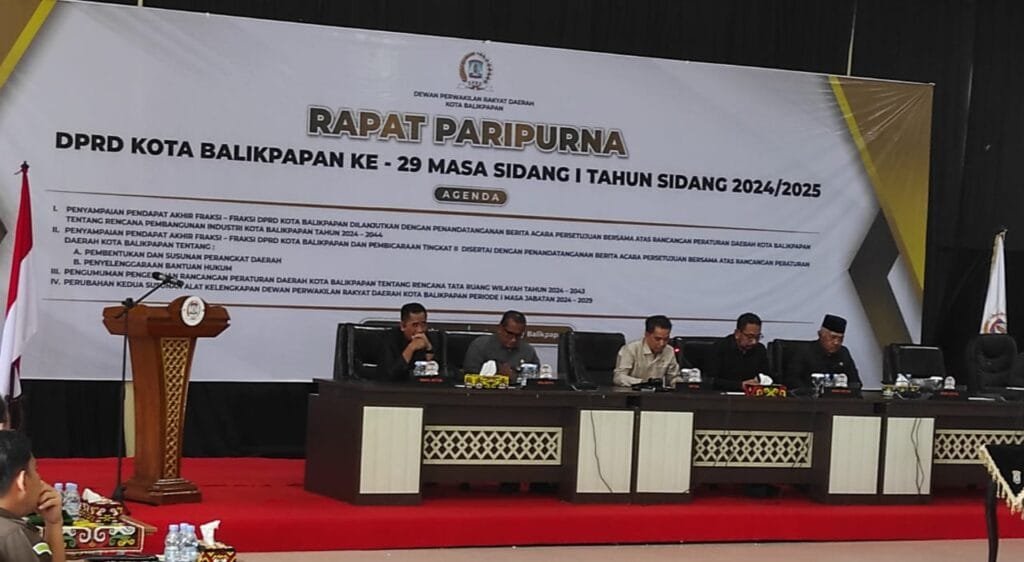 DEWAN PERWAKILAN RAKYAT DAERAH
KOTA BALIKPAPAN
RAPAT PARIPURNA
DPRD KOTA BALIKPAPAN KE - 29 MASA SIDANG I TAHUN SIDANG 2024/2025
AGENDA
I. PENYAMPAIAN PENDAPAT AKHIR FRAKSI - FRAKSI DPRD KOTA BALIKPAPAN DILANJUTKAN DENGAN PENANDATANGANAN BERITA ACARA PERSETUJUAN BERSAMA ATAS RANCANGAN PERATURAN DAERAH KOTA BALIKPAPAN
TENTANG RENCANA PEMBANGUNAN INDUSTRI KOTA BALIKPAPAN TAHUN 2024 - 2044
II. PENYAMPAIAN PENDAPAT AKHIR FRAKSI - FRAKSI DPRD KOTA BALIKPAPAN DAN PEMBICARAAN TINGKAT II DISERTAI DENGAN PENANDATANGANAN BERITA ACARA PERSETUJUAN BERSAMA ATAS RANCANGAN PERATURAN
DAERAH KOTA BALIKPAPAN TENTANG :
A. PEMBENTUKAN DAN SUSUNAN PERANGKAT DAERAH
B. PENYELENGGARAAN BANTUAN HUKUM
III. PENGUMUMAN RANCANGAN PERATURAN DAERAH KOTA BALIKPAPAN TENTANG RENCANA TATA RUANG WILAYAH TAHUN 2024 - 2043
IV. PERUBAHAN KEDUA ALAT KELENGKAPAN DEWAN PERWAKILAN RAKYAT DAERAH KOTA BALIKPAPAN PERIODE I MASA JABATAN 2024 - 2029
Balikpap